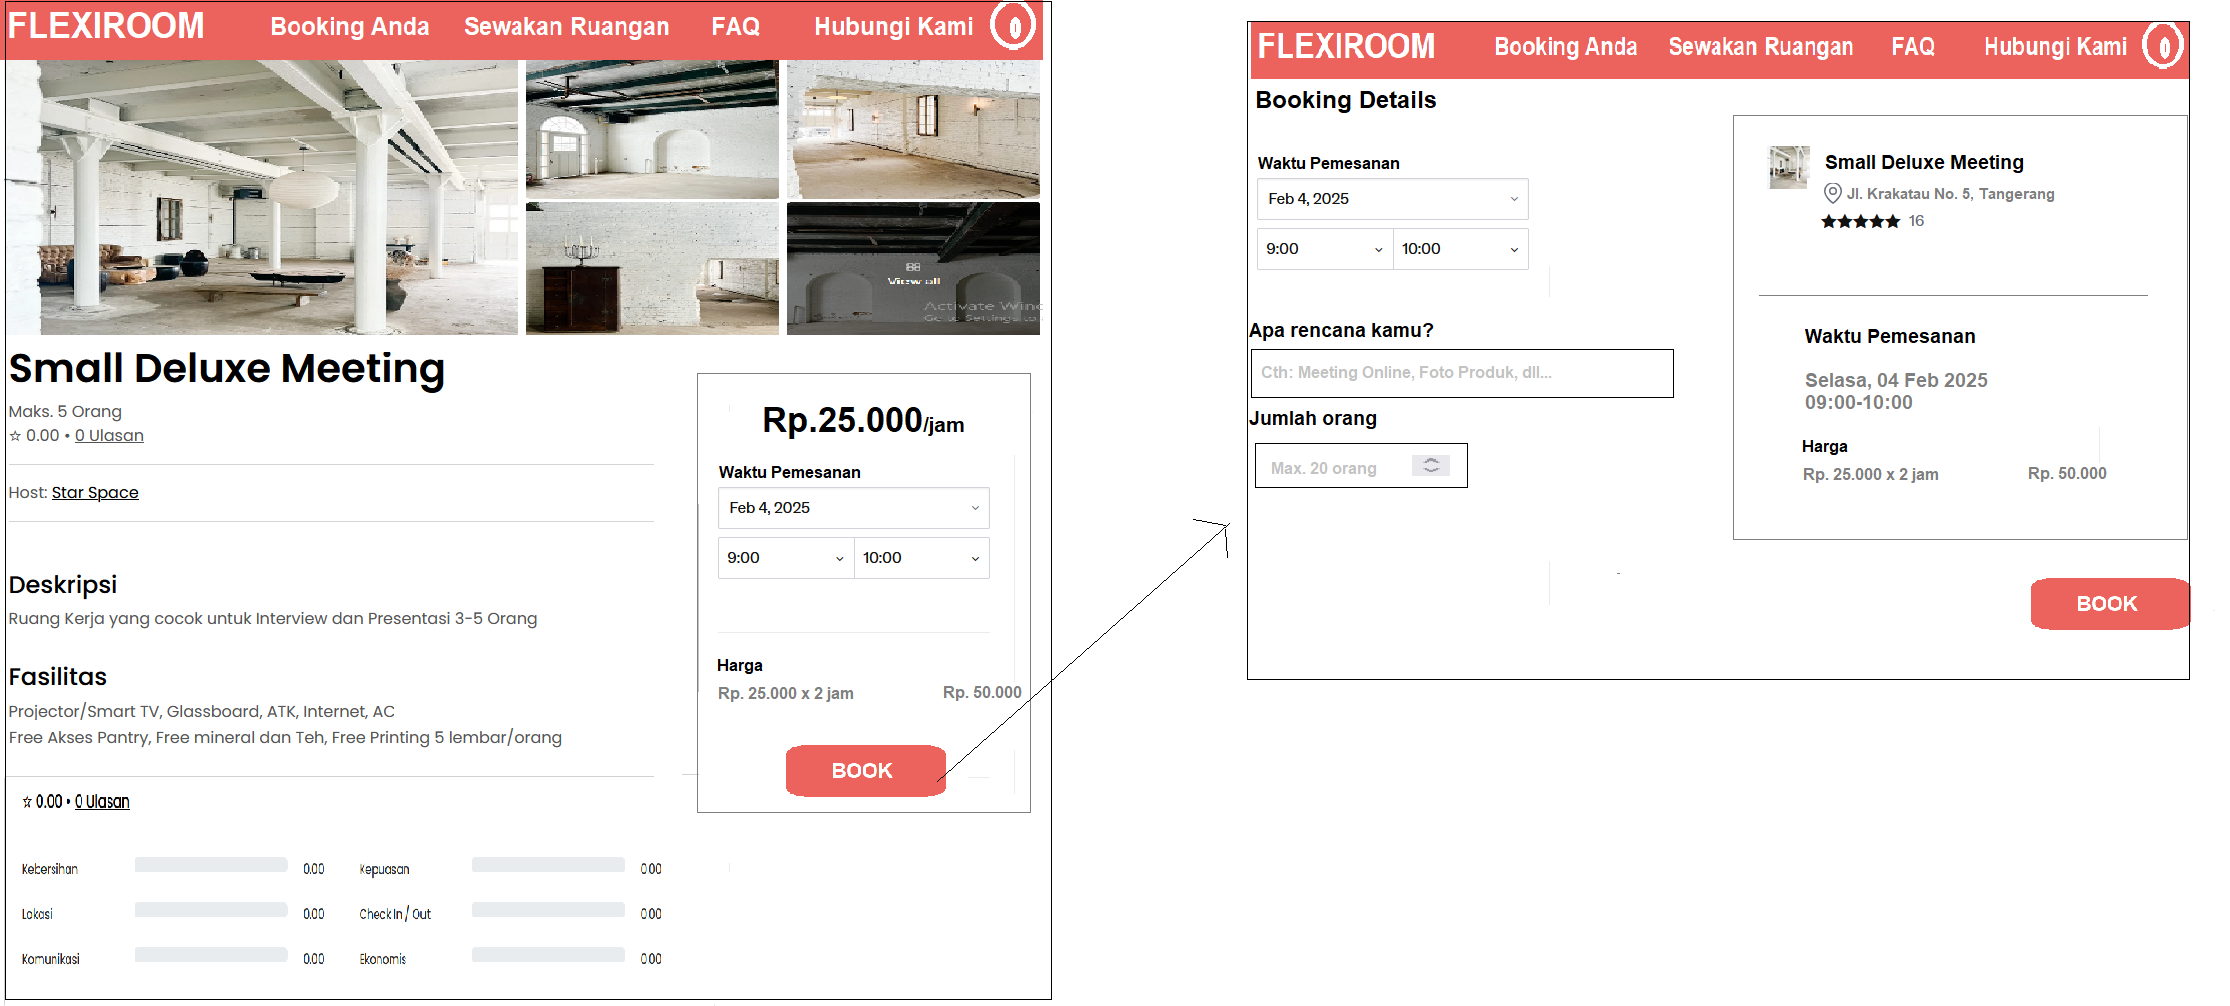 FLEXIROOM Booking Anda Sewakan Ruangan FAQ Hubungi Kami
View all
Activate Wind
Go to Settings to
Small Deluxe Meeting
Maks. 5 Orang
☆ 0.00 • 0 Ulasan
Host: Star Space
Deskripsi
Ruang Kerja yang cocok untuk Interview dan Presentasi 3-5 Orang
Fasilitas
Projector/Smart TV, Glassboard, ATK, Internet, AC
Free Akses Pantry, Free mineral dan Teh, Free Printing 5 lembar/orang
☆ 0.00 • 0 Ulasan
Kebersihan 0.00 Kepuasan 0.00
Lokasi 0.00 Check In / Out 0.00
Komunikasi 0.00 Ekonomis 0.00
Rp.25.000/jam
Waktu Pemesanan
Feb 4, 2025
9:00 10:00
Harga
Rp. 25.000 x 2 jam Rp. 50.000
BOOK
FLEXIROOM Booking Anda Sewakan Ruangan FAQ Hubungi Kami
Booking Details
Waktu Pemesanan
Feb 4, 2025
9:00 10:00
Apa rencana kamu?
Cth: Meeting Online, Foto Produk, dll...
Jumlah orang
Max. 20 orang
Small Deluxe Meeting
Jl. Krakatau No. 5, Tangerang
★★★★★ 16
Waktu Pemesanan
Selasa, 04 Feb 2025
09:00-10:00
Harga
Rp. 25.000 x 2 jam Rp. 50.000
BOOK